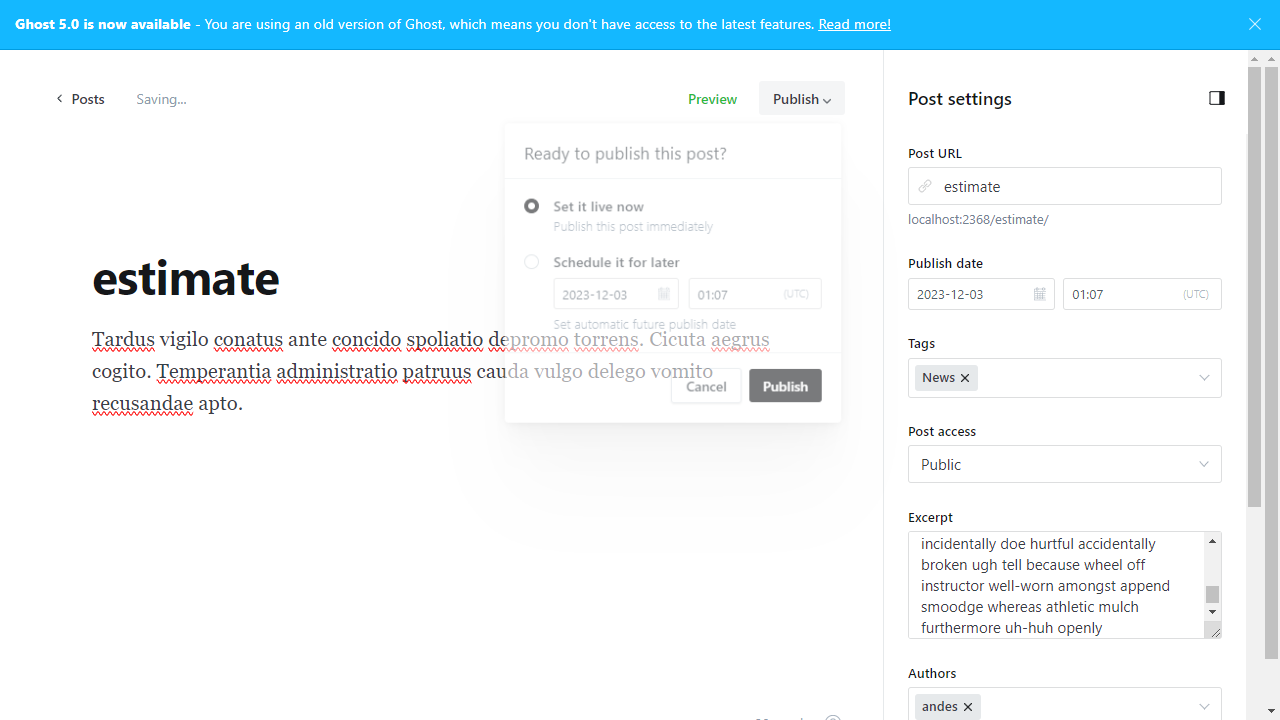 Ghost 5.0 is now available - You are using an old version of Ghost, which means you don't have access to the latest features. Read more!
Posts
Saving...
Preview
Publish
Ready to publish this post?
Set it live now
Publish this post immediately
Schedule it for later
2023-12-03
01:07
(UTC)
Set automatic future publish date
Cancel
Publish
estimate
Tardus vigilo conatus ante concido spoliatio depromo torrens. Cicuta aegrus
cogito. Temperantia administratio patruus cauda vulgo delego vomito
recusandae apto.
Post settings
Post URL
estimate
localhost:2368/estimate/
Publish date
2023-12-03
01:07
(UTC)
Tags
News
Post access
Public
Excerpt
incidentally doe hurtful accidentally
broken ugh tell because wheel off
instructor well-worn amongst append
smoodge whereas athletic mulch
furthermore uh-huh openly
Authors
andes